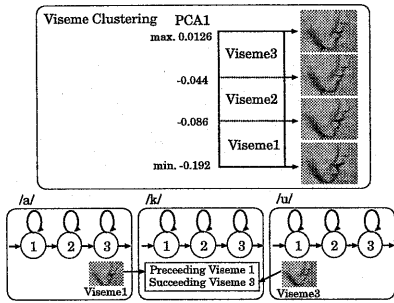 Viseme Clustering PCA1
max. 0.0126
Viseme3
-0.044
Viseme2
-0.086
Viseme1
min. -0.192
/a/ /k/ /u/
1 2 3 1 2 3 1 2 3
Preceeding Viseme 1
Succeeding Viseme 3
Viseme1 Viseme3